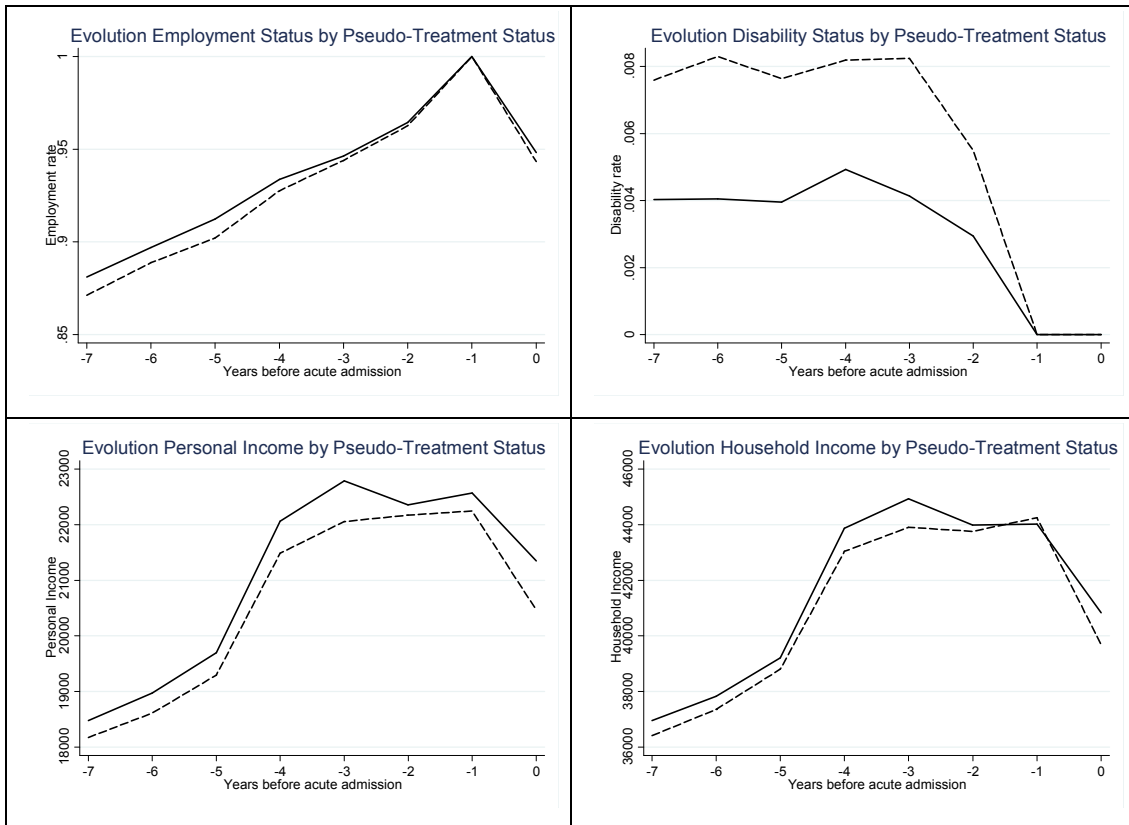 Evolution Employment Status by Pseudo-Treatment Status
Employment rate
1
.95
.9
.85
-7 -6 -5 -4 -3 -2 -1 0
Years before acute admission
Evolution Disability Status by Pseudo-Treatment Status
Disability rate
.008
.006
.004
.002
0
-7 -6 -5 -4 -3 -2 -1 0
Years before acute admission
Evolution Personal Income by Pseudo-Treatment Status
Personal Income
23000
22000
21000
20000
19000
18000
-7 -6 -5 -4 -3 -2 -1 0
Years before acute admission
Evolution Household Income by Pseudo-Treatment Status
Household Income
46000
44000
42000
40000
38000
36000
-7 -6 -5 -4 -3 -2 -1 0
Years before acute admission